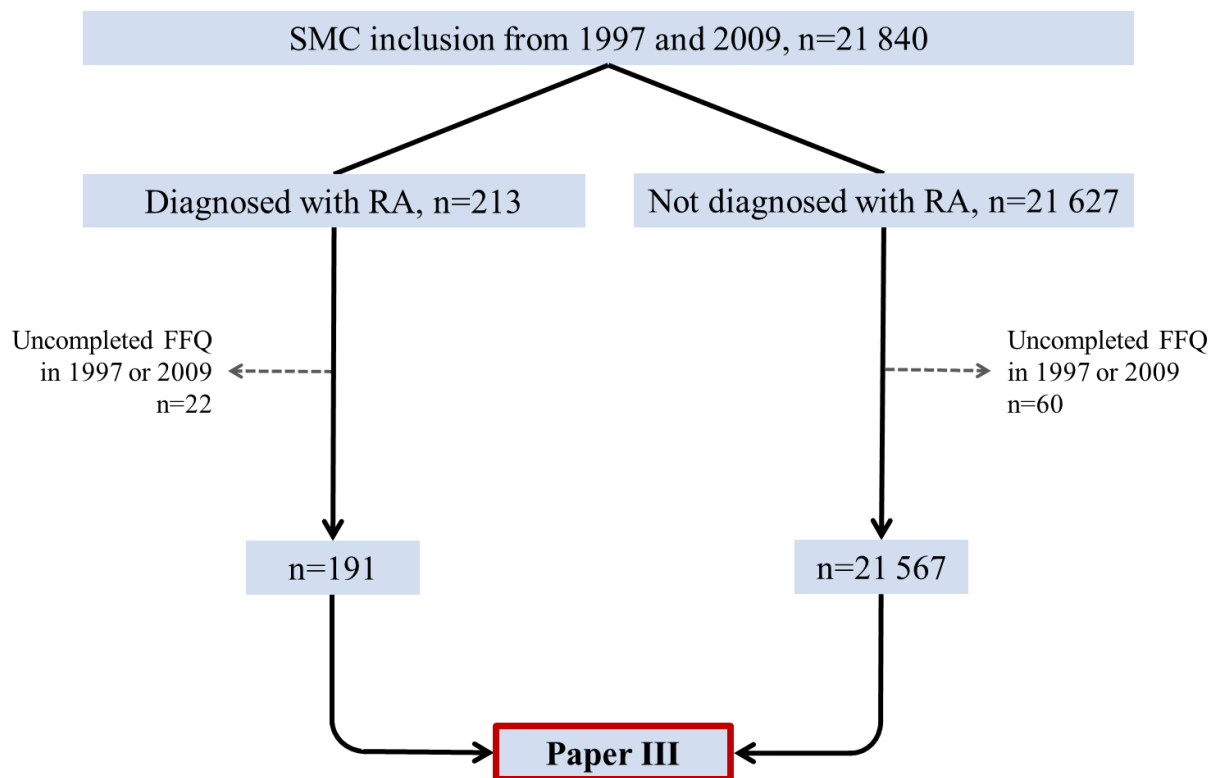 SMC inclusion from 1997 and 2009, n=21 840
Diagnosed with RA, n=213
Not diagnosed with RA, n=21 627
Uncompleted FFQ
in 1997 or 2009
n=22
Uncompleted FFQ
in 1997 or 2009
n=60
n=191
n=21 567
Paper III